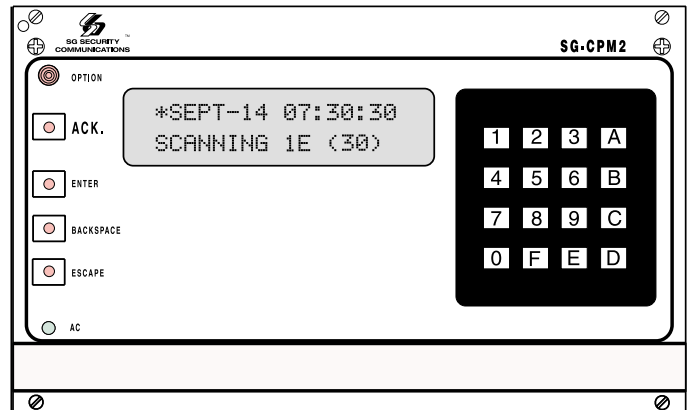 SG SECURITY ™
COMMUNICATIONS
SG-CPM2
OPTION
*SEPT-14 07:30:30
SCANNING 1E (30)
ACK.
ENTER
BACKSPACE
ESCAPE
AC
1 2 3 A
4 5 6 B
7 8 9 C
0 F E D